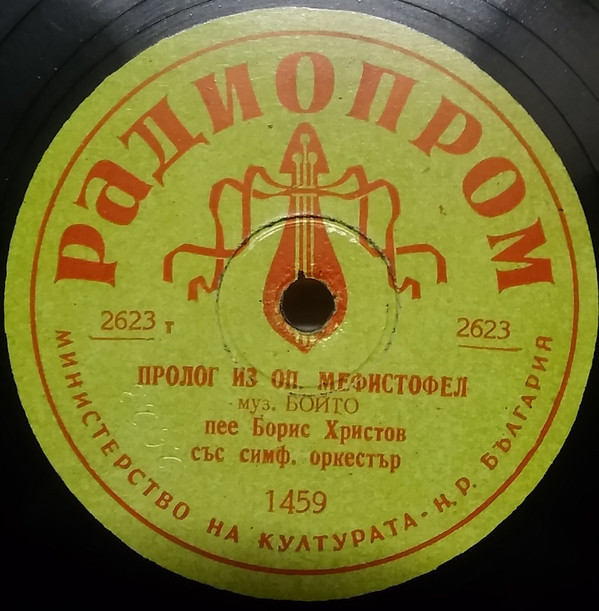 РАДИОПРОМ
2623 т
2623
ПРОЛОГ ИЗ ОП. МЕФИСТОФЕЛ
муз. БОЙТО
пее Борис Христов
със симф. оркестър
1459
МИНИСТЕРСТВО НА КУЛТУРАТА - Н. Р. БЪЛГАРИЯ